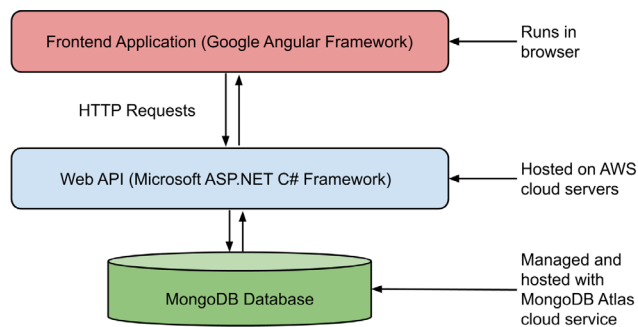 Frontend Application (Google Angular Framework)
Runs in
browser
HTTP Requests
Web API (Microsoft ASP.NET C# Framework)
Hosted on AWS
cloud servers
MongoDB Database
Managed and
hosted with
MongoDB Atlas
cloud service